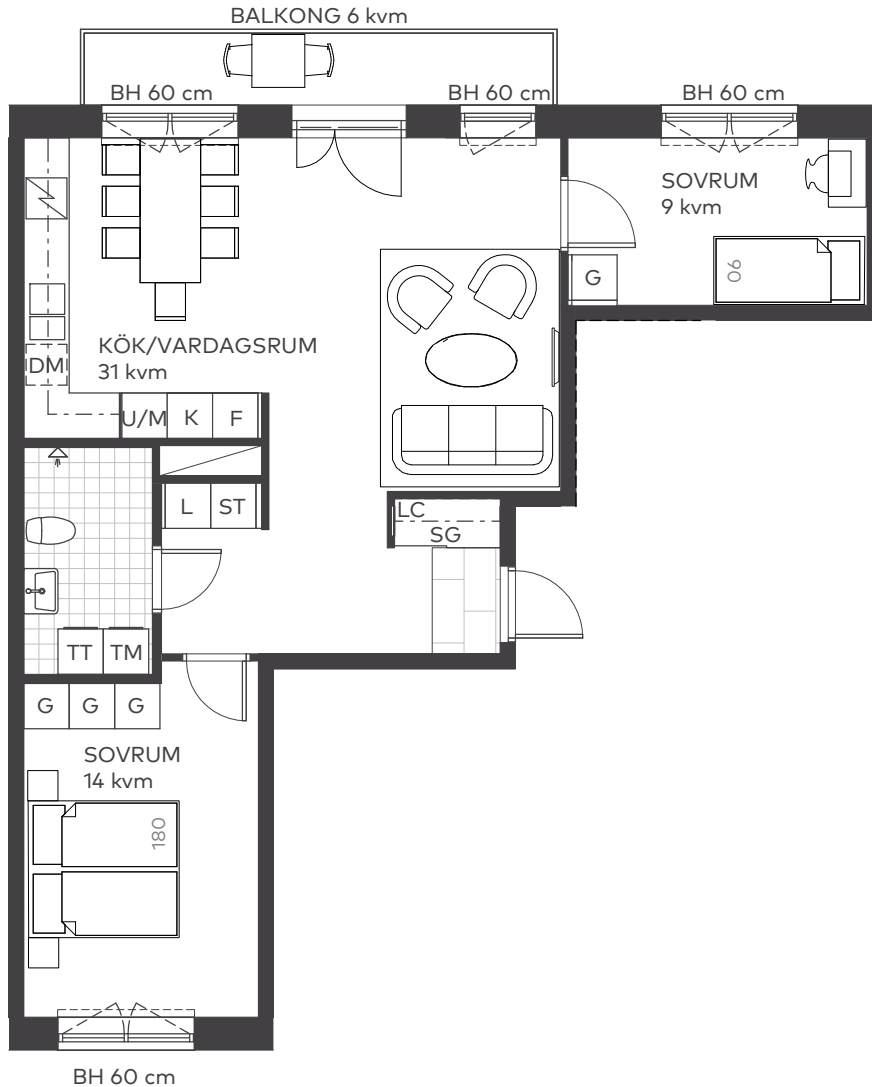 BALKONG 6 kvm
BH 60 cm
BH 60 cm
BH 60 cm
SOVRUM
9 kvm
G
90
KÖK/VARDAGSRUM
31 kvm
DM
U/M K F
L ST
LC
SG
TT TM
G G G
SOVRUM
14 kvm
180
BH 60 cm